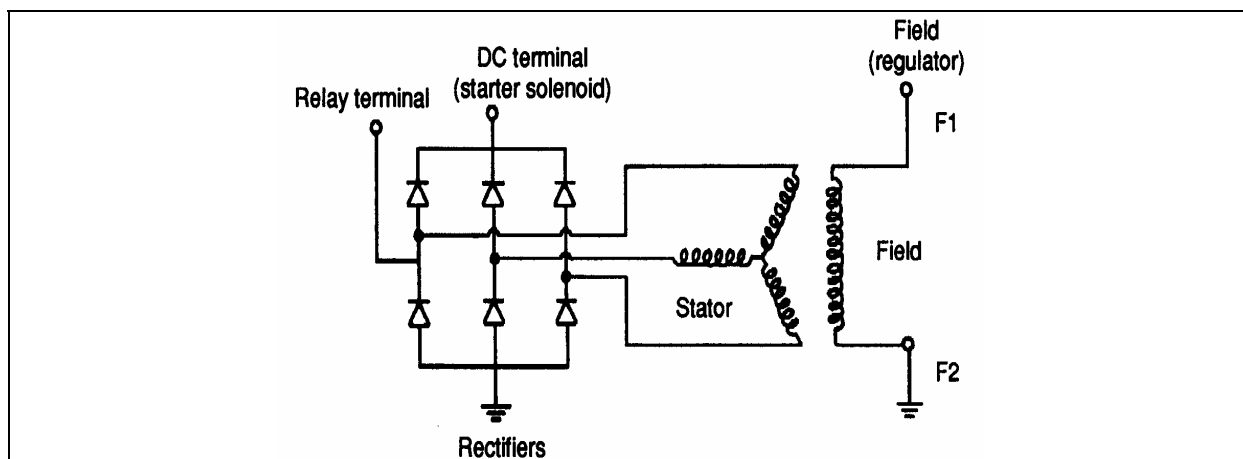 Field
(regulator)
DC terminal
(starter solenoid)
Relay terminal
F1
Field
Stator
F2
Rectifiers